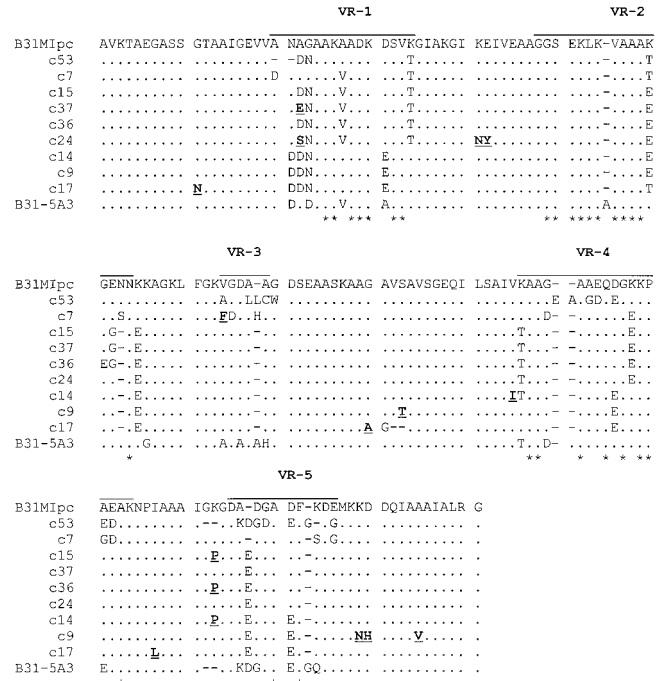 VR-1 VR-2
B31MIpc AVKTAEGASS GTAAIGEVVA NAGAAKAADK DSVKGIAKGI KEIVEAAGGS EKLK-VAAAK
c53 .......... .........- -DN....... ...T...... .......... ....-....T
c7 .......... .........D ......V... ...T...... .......... ....-....T
c15 .......... .......... .DN...V... ...T...... .......... ....-....E
c37 .......... .......... .EN...V... ...T...... .......... ....-....E
c36 .......... .......... .DN...V... ...T...... .......... ....-....E
c24 .......... .......... .SN...V... ...T...... NY........ ....-....E
c14 .......... .......... DDN....... E......... .......... ....-....E
c9 .......... .......... DDN....... E......... .......... ....-....E
c17 .......... N......... DDN....... E......... .......... ....-....T
B31-5A3 .......... .......... D.D...V... A......... .......... ....A....E
** *** ** ** **** ****
VR-3 VR-4
B31MIpc GENNKKAGKL FGKVGDA-AG DSEAASKAAG AVSAVSGEQI LSAIVKAAG- -AAEQDGKKP
c53 .......... ...A..LLCW .......... .......... .........E A.GD.E....
c7 ..S....... ...FD..H.. .......... .......... ........D- -.........
c15 .G-.E..... .......-.. .......... .......... .....T...- -.......E.
c37 .G-.E..... .......-.. .......... .......... .....T...- -.......E.
c36 EG-.E..... .......-.. .......... .......... .....T...- -.......E.
c24 ..-.E..... .......-.. .......... .......... .....T...- -.......E.
c14 ..-.E..... .......-.. .......... .......... ....IT...- -....D....
c9 ..-.E..... .......-.. .......... ...T...... .........- -....D....
c17 ..-.E..... .......-.. .........A .G--...... .........- -....D....
B31-5A3 .....G.... ...A.A.AH. .......... .......... .....T..D- -.........
* ** * * * **
VR-5
B31MIpc AEAKNPIAAA IGKGDA-DGA DF-KDEMKKD DQIAAAIALR G
c53 ED........ ..--..KDGD .E.G-.G... .......... .
c7 GD........ ......-... ..-.S.G... .......... .
c15 .......... ..P...E... ..-....... .......... .
c37 .......... ......E... ..-....... .......... .
c36 .......... ..P...E... ..-....... .......... .
c24 .......... ......E... ..-....... .......... .
c14 .......... ..P...E... .D-....... .......... .
c9 .......... ......E... .E-.....NH .....V.... .
c17 ......L... ......E... .E-....... .......... .
B31-5A3 E......... ..--..KDG. .E.GQ..... .......... .